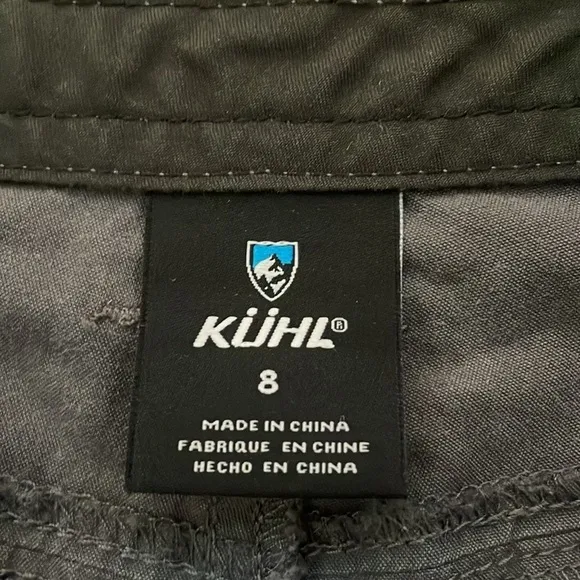 KÜHL®
8
MADE IN CHINA
FABRIQUE EN CHINE
HECHO EN CHINA